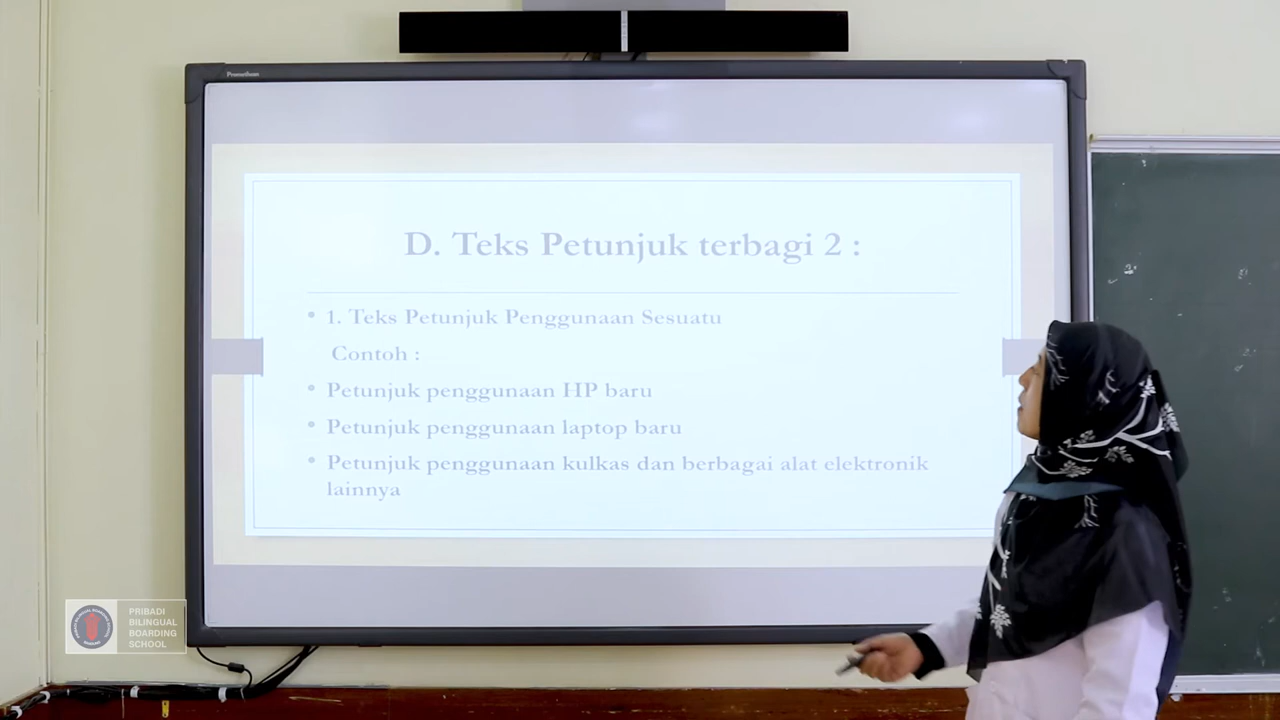 Promethean
D. Teks Petunjuk terbagi 2 :
• 1. Teks Petunjuk Penggunaan Sesuatu
Contoh :
• Petunjuk penggunaan HP baru
• Petunjuk penggunaan laptop baru
• Petunjuk penggunaan kulkas dan berbagai alat elektronik
lainnya
PRIBADI
BILINGUAL
BOARDING
SCHOOL